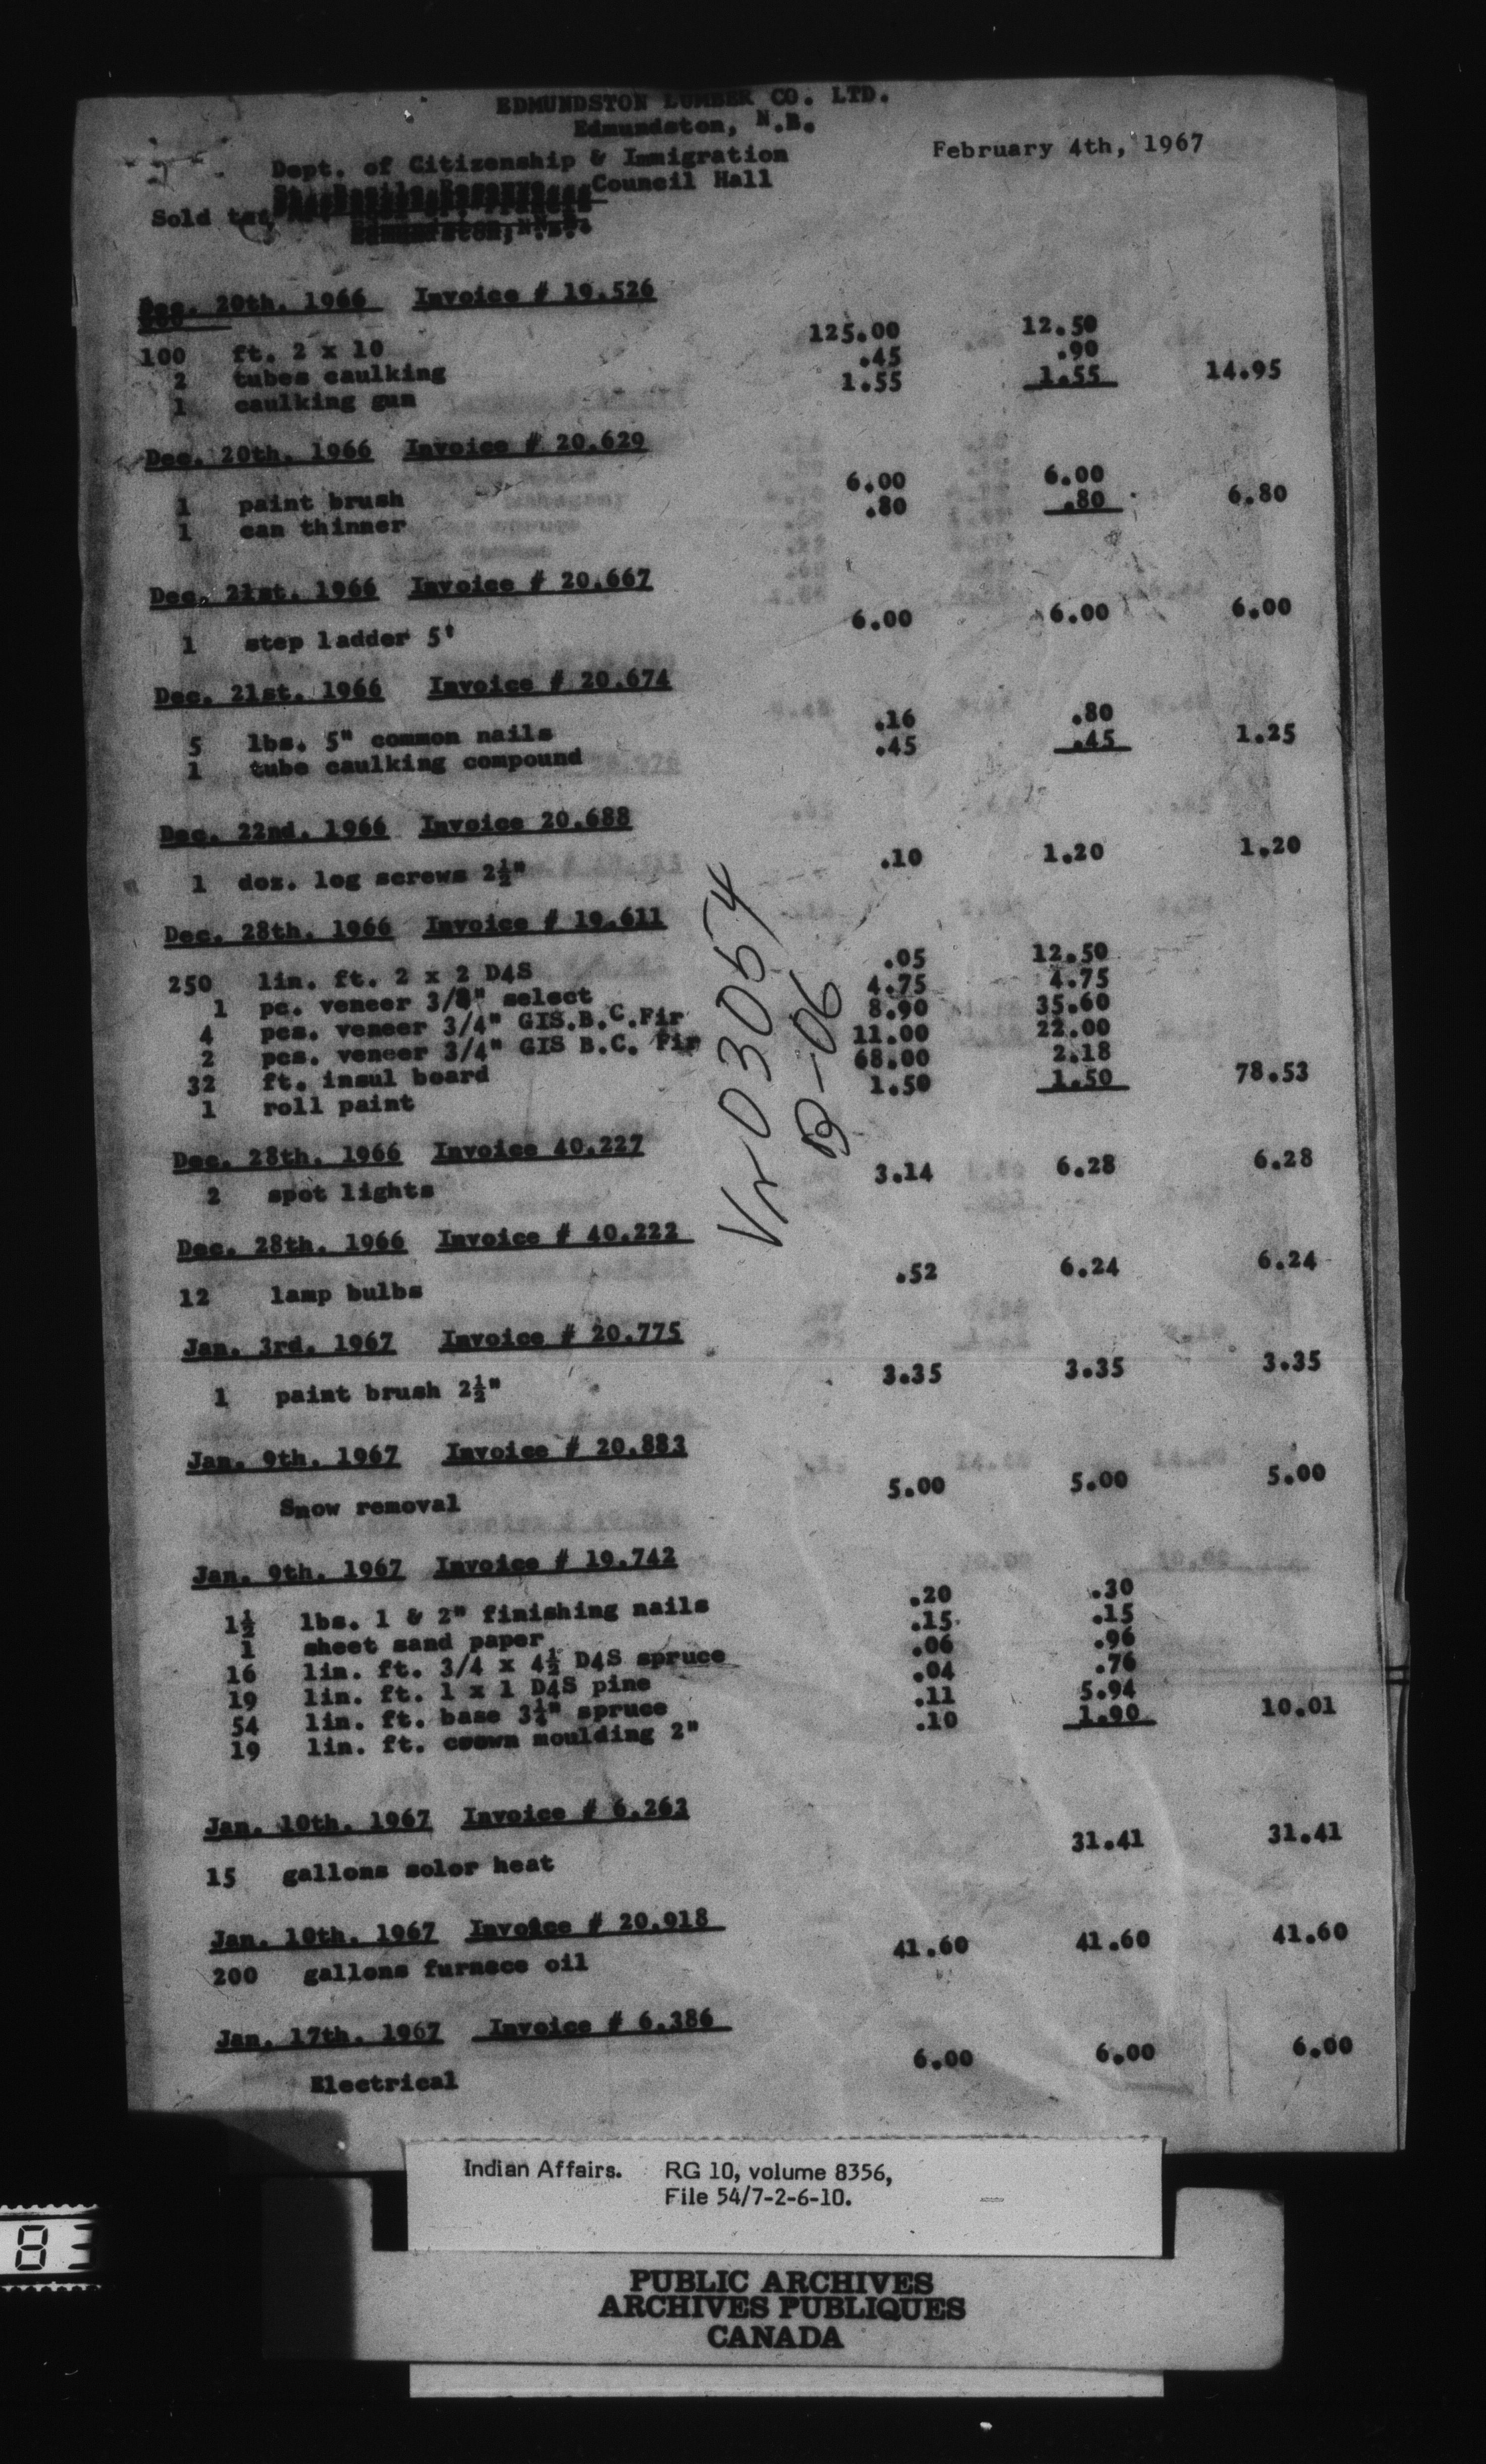 EDMUNDSTON LUMBER CO. LTD.
Edmundston, N.B.
February 4th, 1967
Dept. of Citizenship & Immigration
Council Hall
Sold to
Edmundston, N.B.
Dec. 20th. 1966 Invoice # 19.526
100 ft. 2 x 10 125.00 12.50
2 tubes caulking .45 .90
1 caulking gun 1.55 1.55 14.95
Dec. 20th. 1966 Invoice # 20.629
1 paint brush 6.00 6.00
1 can thinner .80 .80 6.80
Dec. 21st. 1966 Invoice # 20.667
1 step ladder 5' 6.00 6.00 6.00
Dec. 21st. 1966 Invoice # 20.674
5 lbs. 5" common nails .16 .80
1 tube caulking compound .45 .45 1.25
Dec. 22nd. 1966 Invoice 20.688
1 doz. log screws 2½" .10 1.20 1.20
Dec. 28th. 1966 Invoice # 19.611
250 lin. ft. 2 x 2 D4S .05 12.50
1 pc. veneer 3/8" select 4.75 4.75
4 pcs. veneer 3/4" GIS.B.C.Fir 8.90 35.60
2 pcs. veneer 3/4" GIS B.C. Fir 11.00 22.00
32 ft. insul board 68.00 2.18
1 roll paint 1.50 1.50 78.53
Vr 03054
B-06
Dec. 28th. 1966 Invoice 40.227
2 spot lights 3.14 6.28 6.28
Dec. 28th. 1966 Invoice # 40.222
12 lamp bulbs .52 6.24 6.24
Jan. 3rd. 1967 Invoice # 20.775
1 paint brush 2½" 3.35 3.35 3.35
Jan. 9th. 1967 Invoice # 20.883
Snow removal 5.00 5.00 5.00
Jan. 9th. 1967 Invoice # 19.742
1½ lbs. 1 & 2" finishing nails .20 .30
1 sheet sand paper .15 .15
16 lin. ft. 3/4 x 4½ D4S spruce .06 .96
19 lin. ft. 1 x 1 D4S pine .04 .76
54 lin. ft. base 3¼" spruce .11 5.94
19 lin. ft. crown moulding 2" .10 1.90 10.01
Jan. 10th. 1967 Invoice # 6.263
15 gallons solor heat 31.41 31.41
Jan. 10th. 1967 Invoice # 20.918
200 gallons furnace oil 41.60 41.60 41.60
Jan. 17th. 1967 Invoice # 6.386
Electrical 6.00 6.00 6.00
Indian Affairs. RG 10, volume 8356,
File 54/7-2-6-10.
83
PUBLIC ARCHIVES
ARCHIVES PUBLIQUES
CANADA